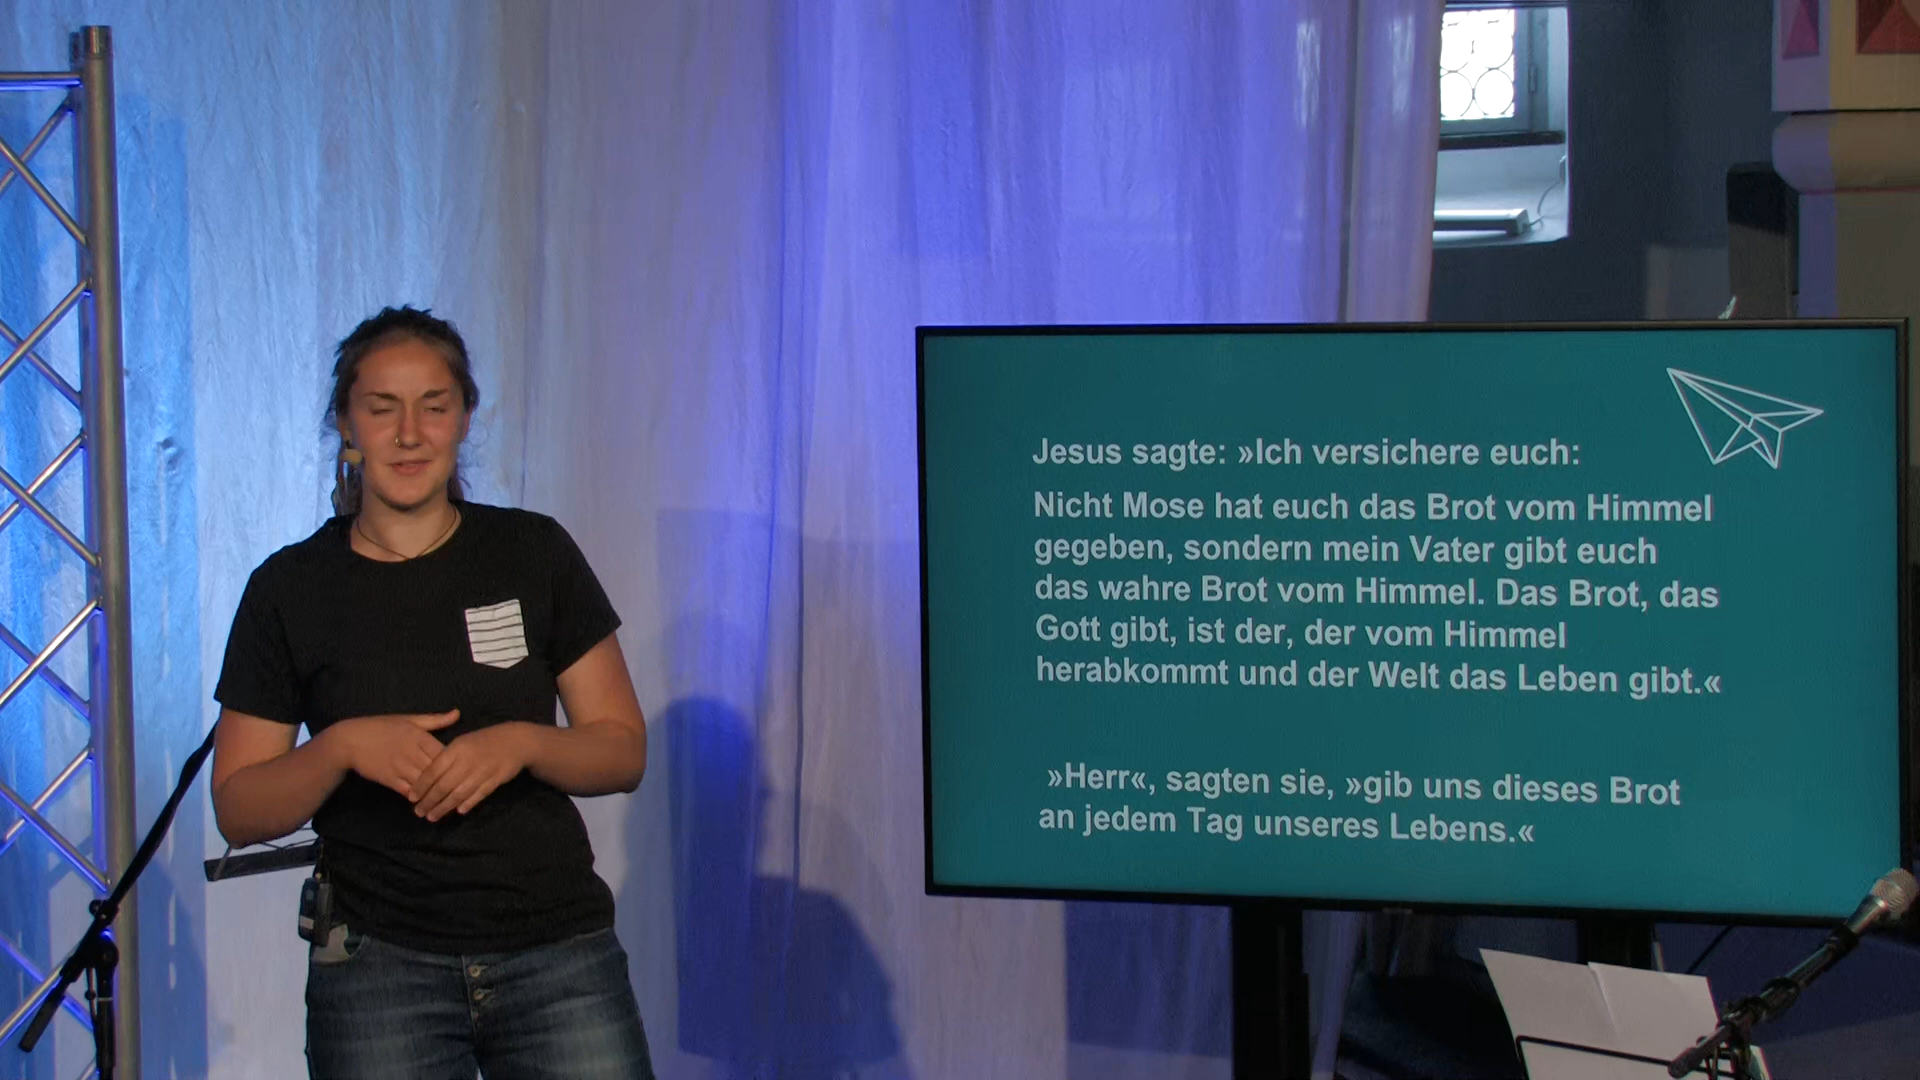 Jesus sagte: »Ich versichere euch:
Nicht Mose hat euch das Brot vom Himmel
gegeben, sondern mein Vater gibt euch
das wahre Brot vom Himmel. Das Brot, das
Gott gibt, ist der, der vom Himmel
herabkommt und der Welt das Leben gibt.«
»Herr«, sagten sie, »gib uns dieses Brot
an jedem Tag unseres Lebens.«